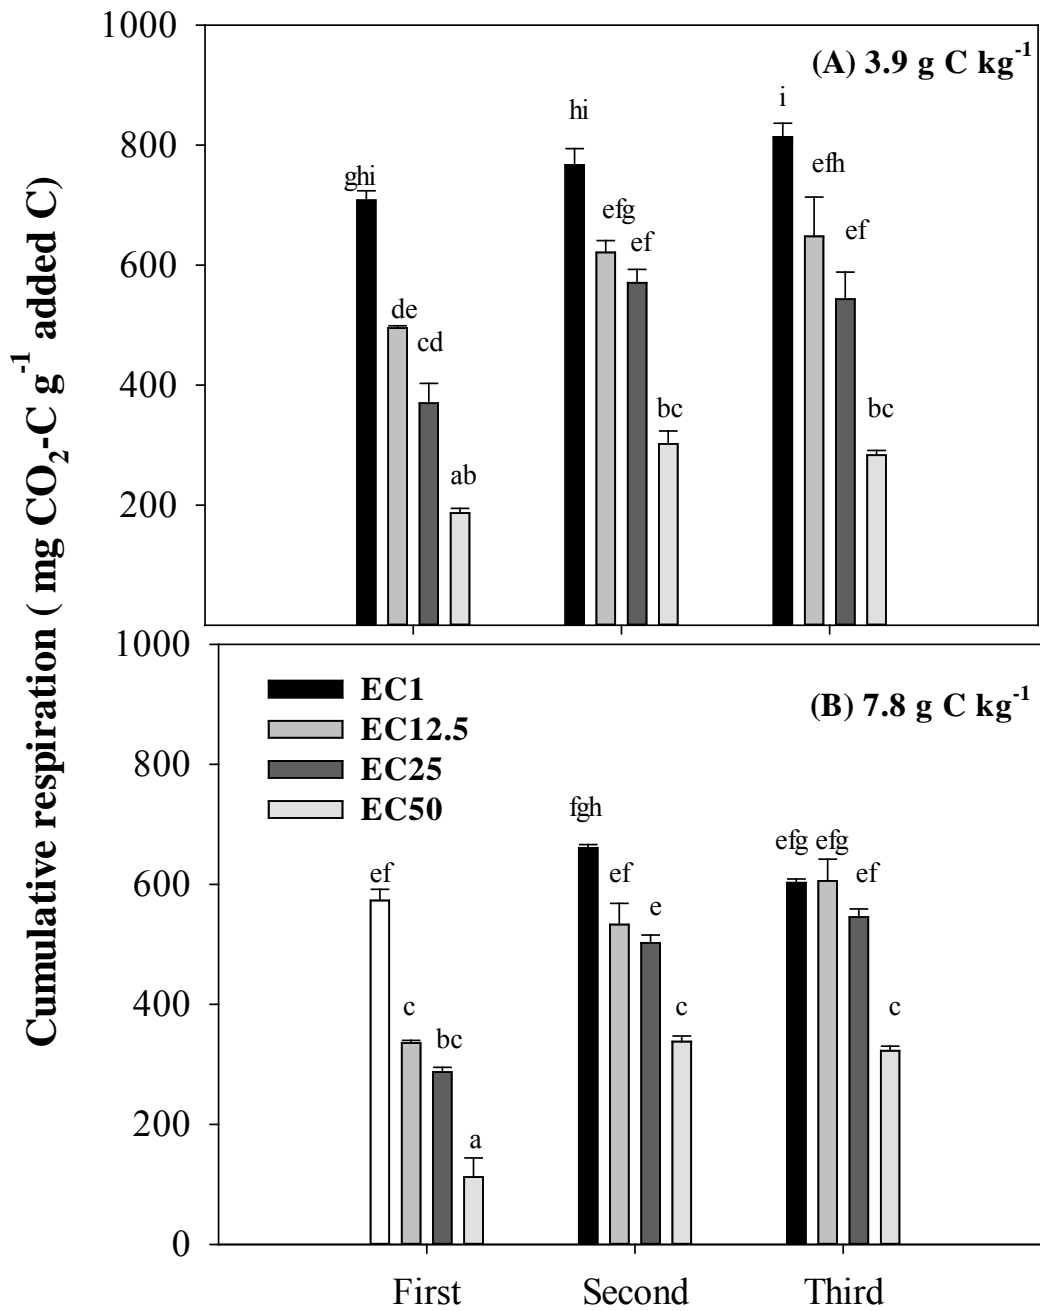 Cumulative respiration ( mg CO₂-C g⁻¹ added C)
1000
800
600
400
200
(A) 3.9 g C kg⁻¹
ghi
de
cd
ab
hi
efg
ef
bc
i
efh
ef
bc
1000
800
600
400
200
0
EC1
EC12.5
EC25
EC50
(B) 7.8 g C kg⁻¹
ef
c
bc
a
fgh
ef
e
c
efg efg
ef
c
First Second Third